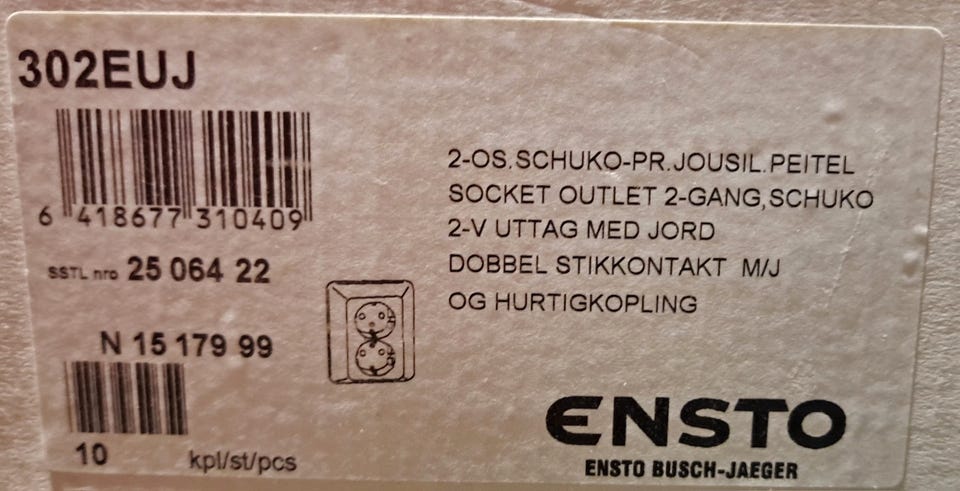 302EUJ
6 418677 310409
SSTL nro 25 064 22
N 15 179 99
10 kpl/st/pcs
2-OS.SCHUKO-PR.JOUSIL.PEITEL
SOCKET OUTLET 2-GANG,SCHUKO
2-V UTTAG MED JORD
DOBBEL STIKKONTAKT M/J
OG HURTIGKOPLING
ENSTO
ENSTO BUSCH-JAEGER